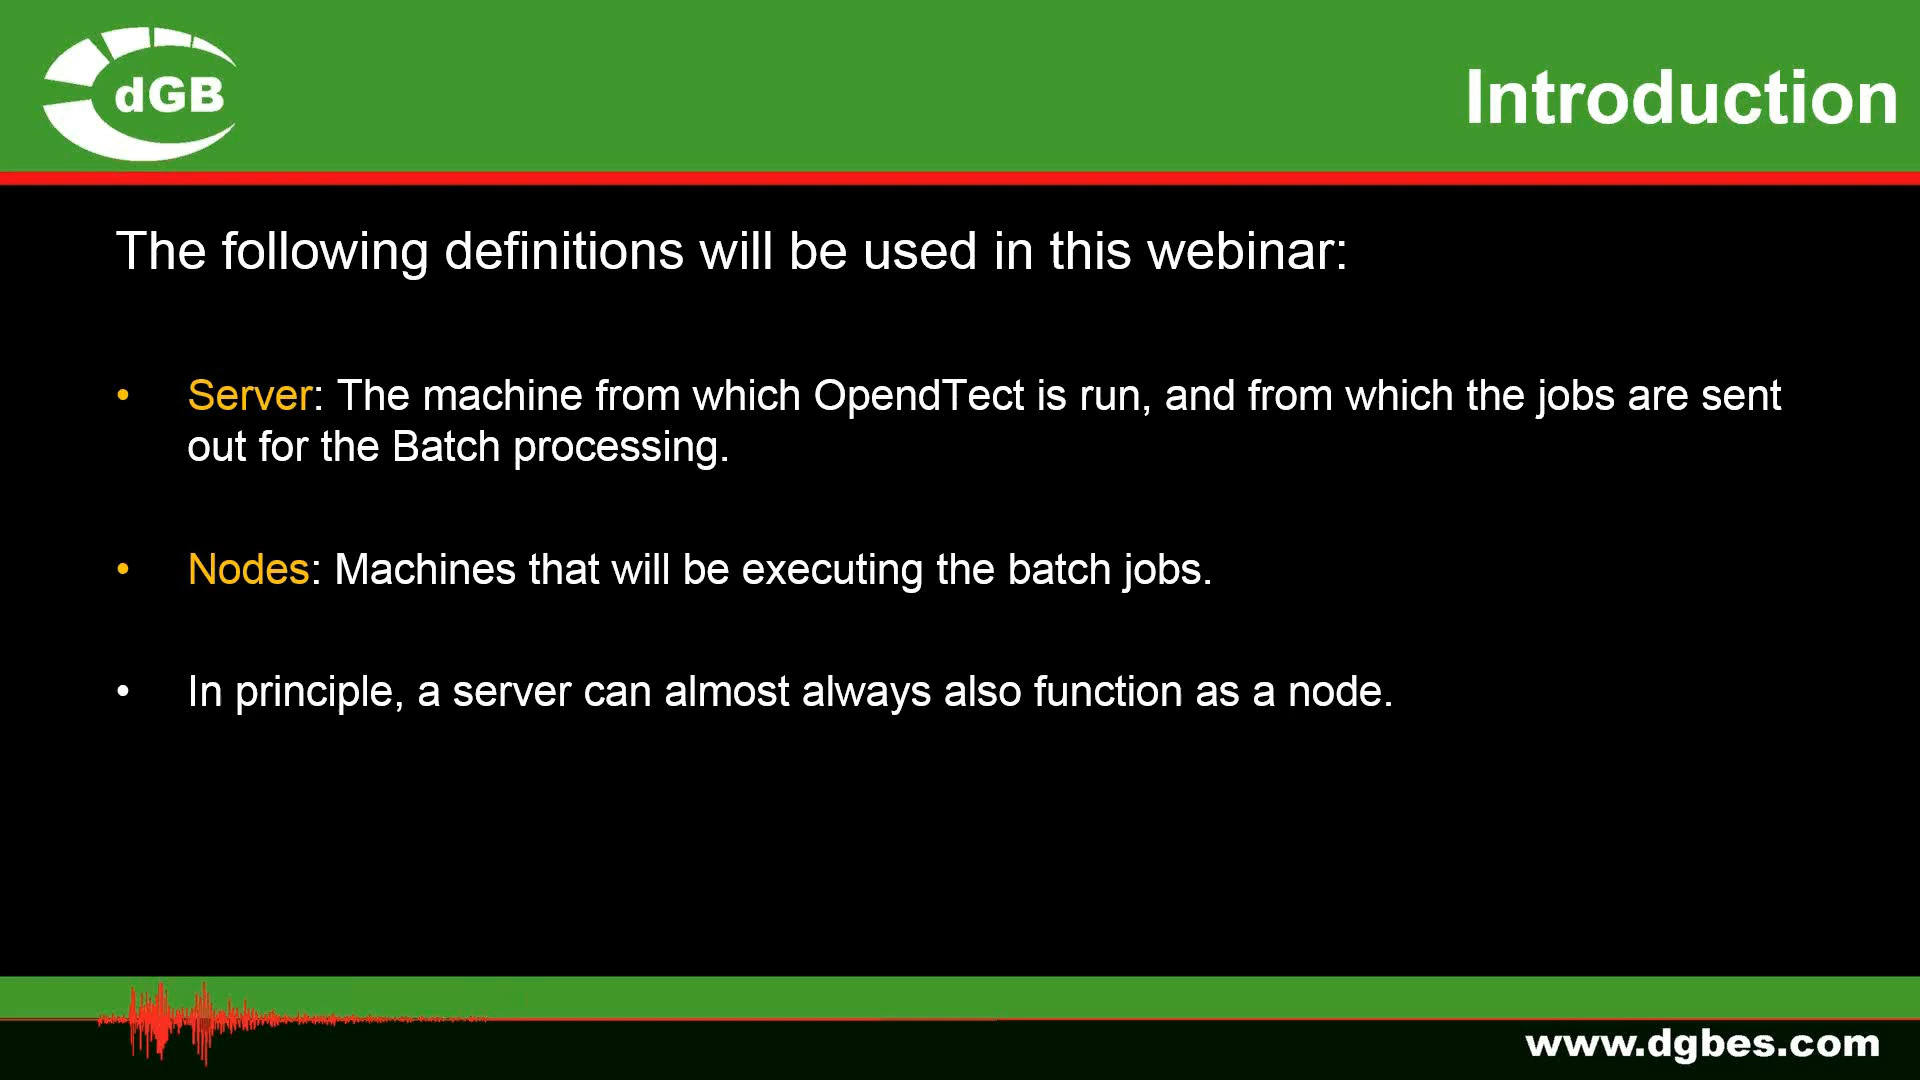 dGB
Introduction
The following definitions will be used in this webinar:
• Server: The machine from which OpendTect is run, and from which the jobs are sent
out for the Batch processing.
• Nodes: Machines that will be executing the batch jobs.
• In principle, a server can almost always also function as a node.
www.dgbes.com